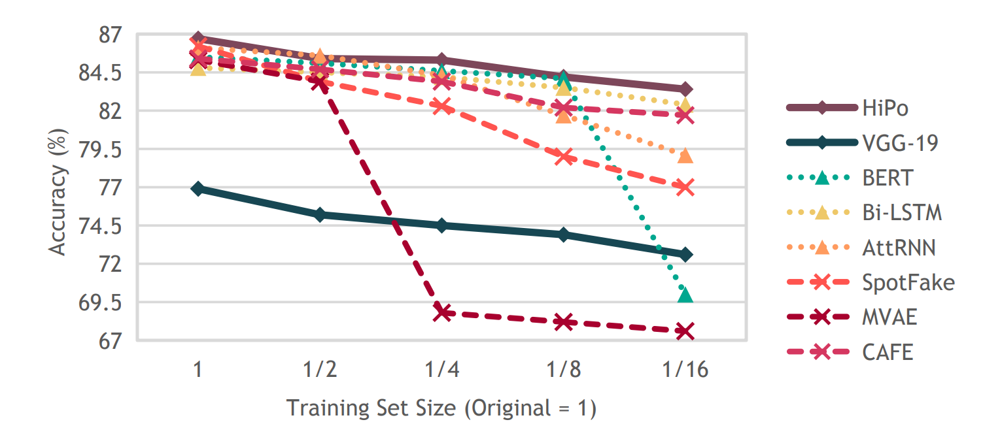 87
84.5
82
79.5
77
74.5
72
69.5
67
Accuracy (%)
1 1/2 1/4 1/8 1/16
Training Set Size (Original = 1)
HiPo
VGG-19
BERT
Bi-LSTM
AttRNN
SpotFake
MVAE
CAFE